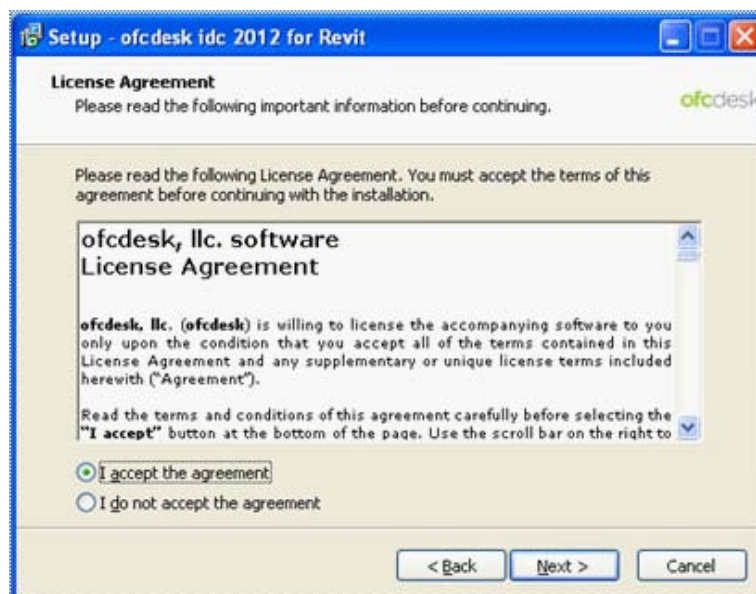 Setup - ofcdesk idc 2012 for Revit
License Agreement
Please read the following important information before continuing.
ofcdesk
Please read the following License Agreement. You must accept the terms of this
agreement before continuing with the installation.
ofcdesk, llc. software
License Agreement
ofcdesk, llc. (ofcdesk) is willing to license the accompanying software to you
only upon the condition that you accept all of the terms contained in this
License Agreement and any supplementary or unique license terms included
herewith ("Agreement").
Read the terms and conditions of this agreement carefully before selecting the
"I accept" button at the bottom of the page. Use the scroll bar on the right to
I accept the agreement
I do not accept the agreement
< Back Next > Cancel